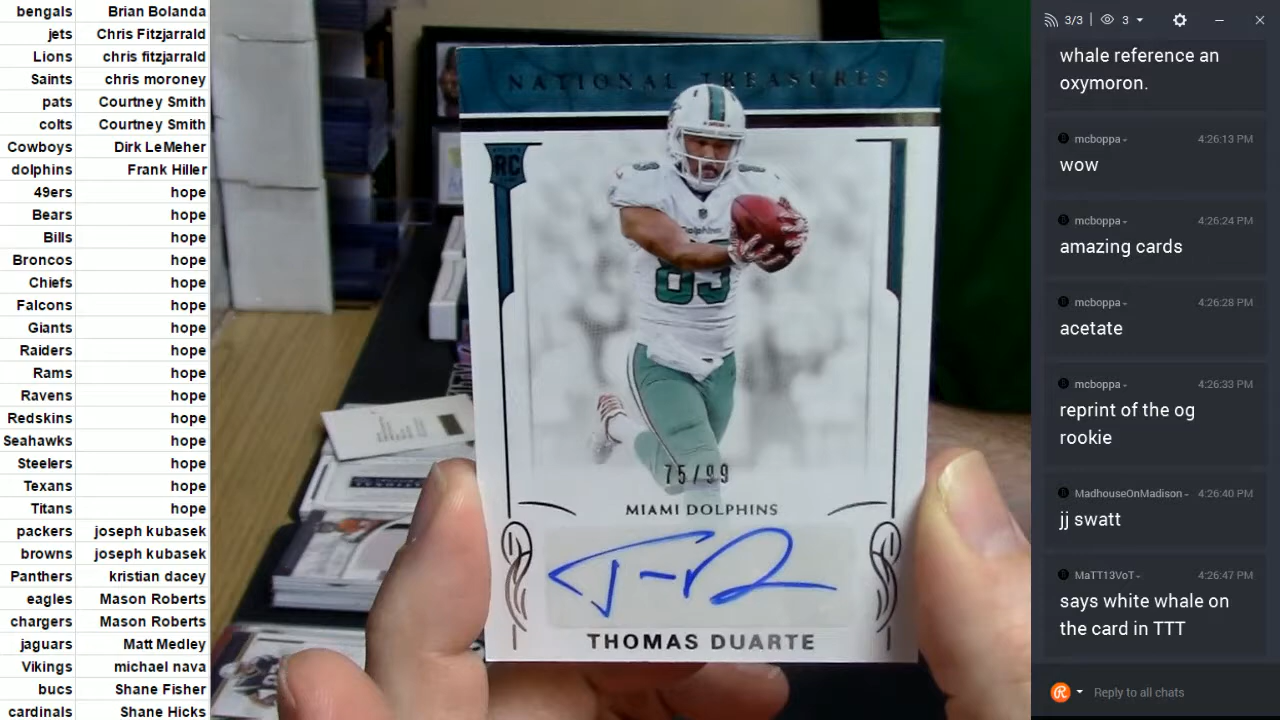 bengals Brian Bolanda
jets Chris Fitzjarrald
Lions chris fitzjarrald
Saints chris moroney
pats Courtney Smith
colts Courtney Smith
Cowboys Dirk LeMeher
dolphins Frank Hiller
49ers hope
Bears hope
Bills hope
Broncos hope
Chiefs hope
Falcons hope
Giants hope
Raiders hope
Rams hope
Ravens hope
Redskins hope
Seahawks hope
Steelers hope
Texans hope
Titans hope
packers joseph kubasek
browns joseph kubasek
Panthers kristian dacey
eagles Mason Roberts
chargers Mason Roberts
jaguars Matt Medley
Vikings michael nava
bucs Shane Fisher
cardinals Shane Hicks
NATIONAL TREASURES
RC
Dolphins
83
75/99
MIAMI DOLPHINS
THOMAS DUARTE
3/3 3
whale reference an
oxymoron.
mcboppa 4:26:13 PM
wow
mcboppa 4:26:24 PM
amazing cards
mcboppa 4:26:28 PM
acetate
mcboppa 4:26:33 PM
reprint of the og
rookie
MadhouseOnMadison 4:26:40 PM
jj swatt
MaTT13VoT 4:26:47 PM
says white whale on
the card in TTT
Reply to all chats